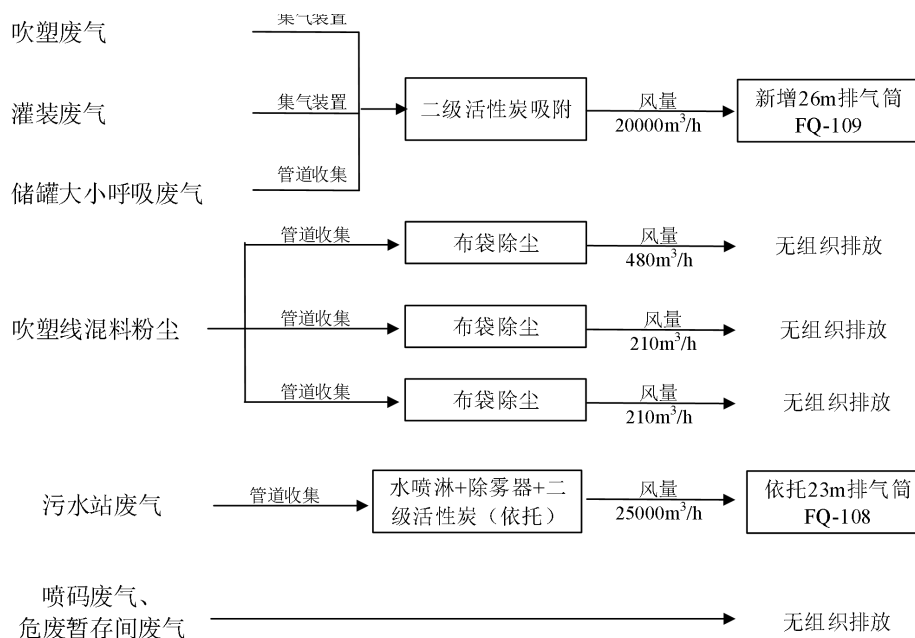 吹塑废气
集气装置
灌装废气
集气装置
二级活性炭吸附
风量
20000m³/h
新增26m排气筒
FQ-109
储罐大小呼吸废气
管道收集
管道收集
布袋除尘
风量
480m³/h
无组织排放
吹塑线混料粉尘
管道收集
布袋除尘
风量
210m³/h
无组织排放
管道收集
布袋除尘
风量
210m³/h
无组织排放
污水站废气
管道收集
水喷淋+除雾器+二
级活性炭（依托）
风量
25000m³/h
依托23m排气筒
FQ-108
喷码废气、
危废暂存间废气
无组织排放